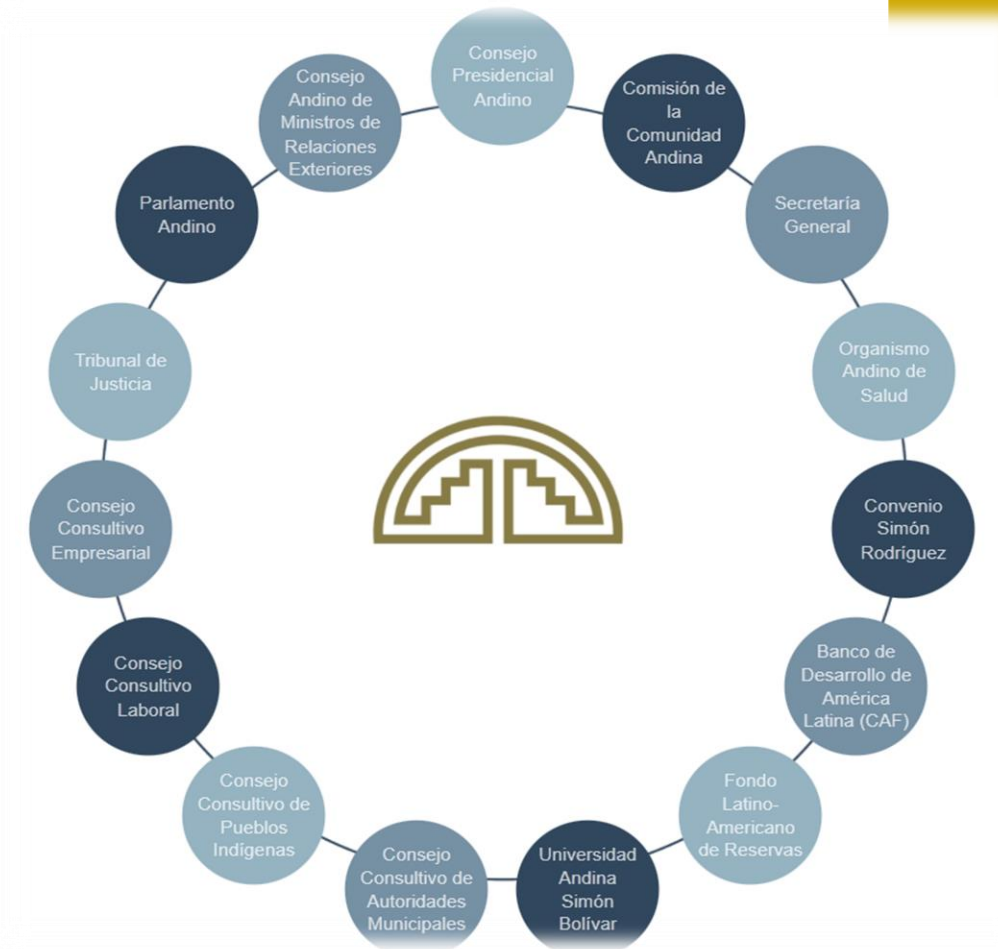 Consejo
Presidencial
Andino
Comisión de
la
Comunidad
Andina
Secretaría
General
Organismo
Andino de
Salud
Convenio
Simón
Rodríguez
Banco de
Desarrollo de
América
Latina (CAF)
Fondo
Latino-
Americano
de Reservas
Universidad
Andina
Simón
Bolívar
Consejo
Consultivo de
Autoridades
Municipales
Consejo
Consultivo de
Pueblos
Indígenas
Consejo
Consultivo
Laboral
Consejo
Consultivo
Empresarial
Tribunal de
Justicia
Parlamento
Andino
Consejo
Andino de
Ministros de
Relaciones
Exteriores